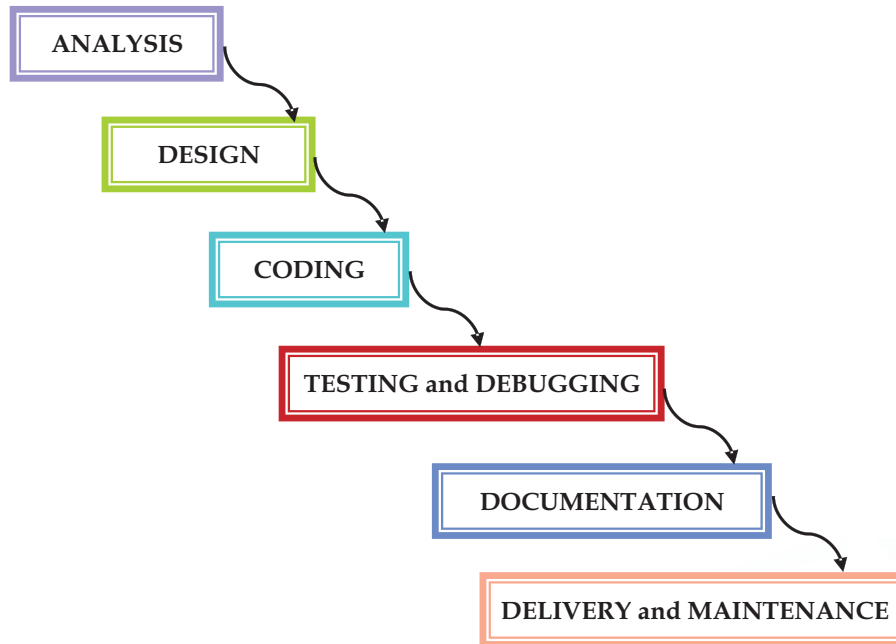 ANALYSIS
DESIGN
CODING
TESTING and DEBUGGING
DOCUMENTATION
DELIVERY and MAINTENANCE